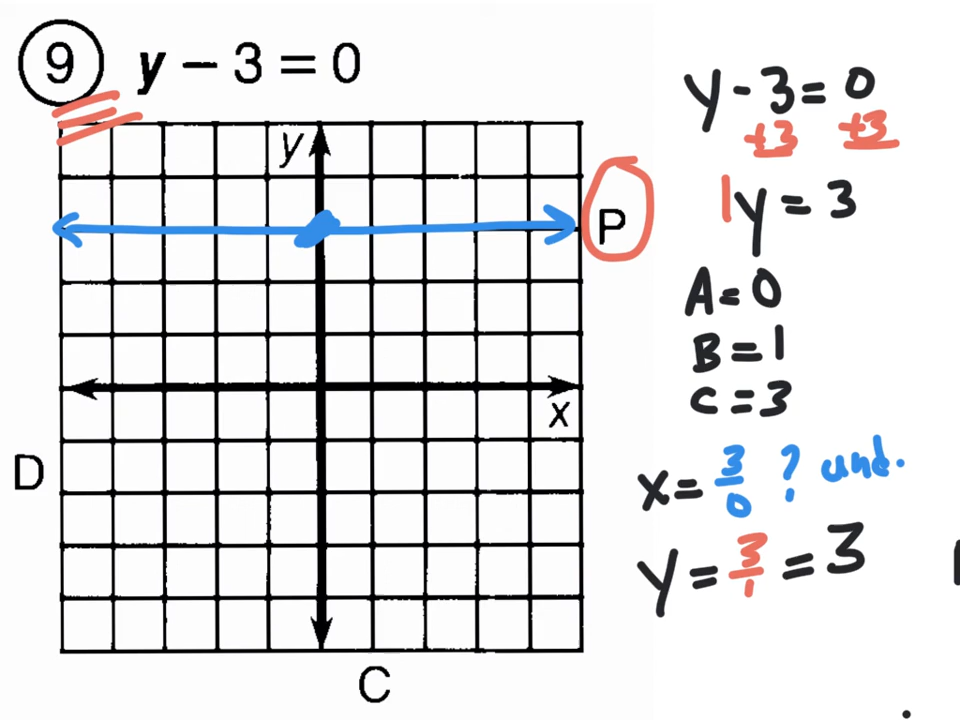 9 y − 3 = 0
y
P
x
D
C
y - 3 = 0
+3 +3
1y = 3
A = 0
B = 1
C = 3
x = 3/0 ? und.
y = 3/1 = 3